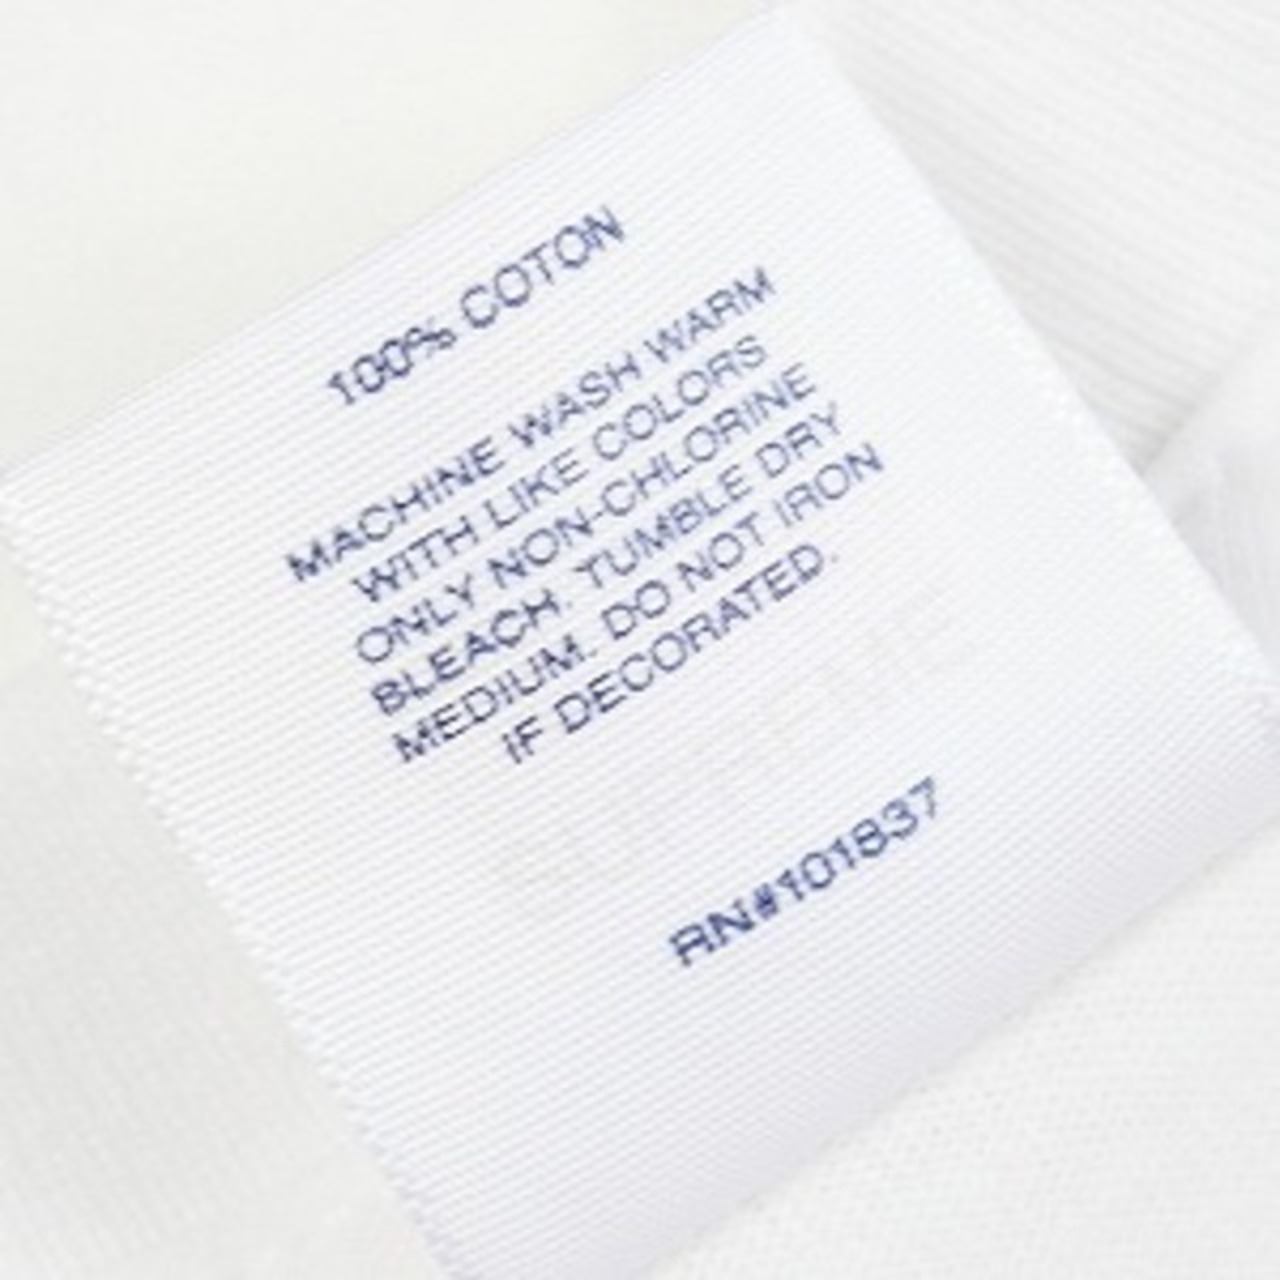 100% COTON
MACHINE WASH WARM
WITH LIKE COLORS
ONLY NON-CHLORINE
BLEACH. TUMBLE DRY
MEDIUM. DO NOT IRON
IF DECORATED.
RN#101837